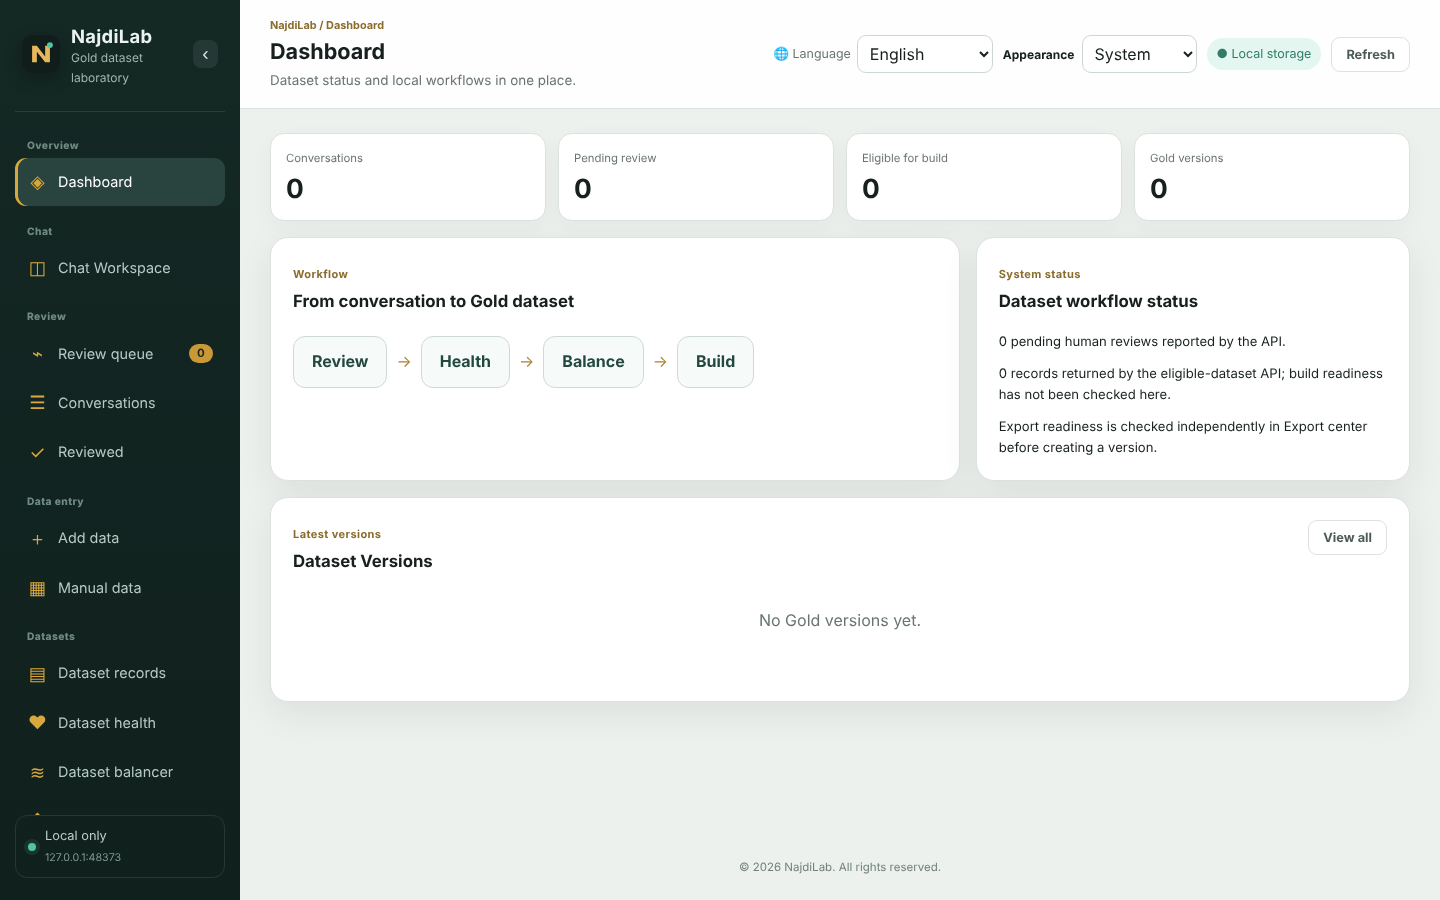 NajdiLab
Gold dataset
laboratory
Overview
Dashboard
Chat
Chat Workspace
Review
Review queue 0
Conversations
Reviewed
Data entry
Add data
Manual data
Datasets
Dataset records
Dataset health
Dataset balancer
Local only
127.0.0.1:48373
NajdiLab / Dashboard
Dashboard
Dataset status and local workflows in one place.
Language English Appearance System Local storage Refresh
Conversations
0
Pending review
0
Eligible for build
0
Gold versions
0
Workflow
From conversation to Gold dataset
Review → Health → Balance → Build
System status
Dataset workflow status
0 pending human reviews reported by the API.
0 records returned by the eligible-dataset API; build readiness
has not been checked here.
Export readiness is checked independently in Export center
before creating a version.
Latest versions
Dataset Versions
View all
No Gold versions yet.
© 2026 NajdiLab. All rights reserved.